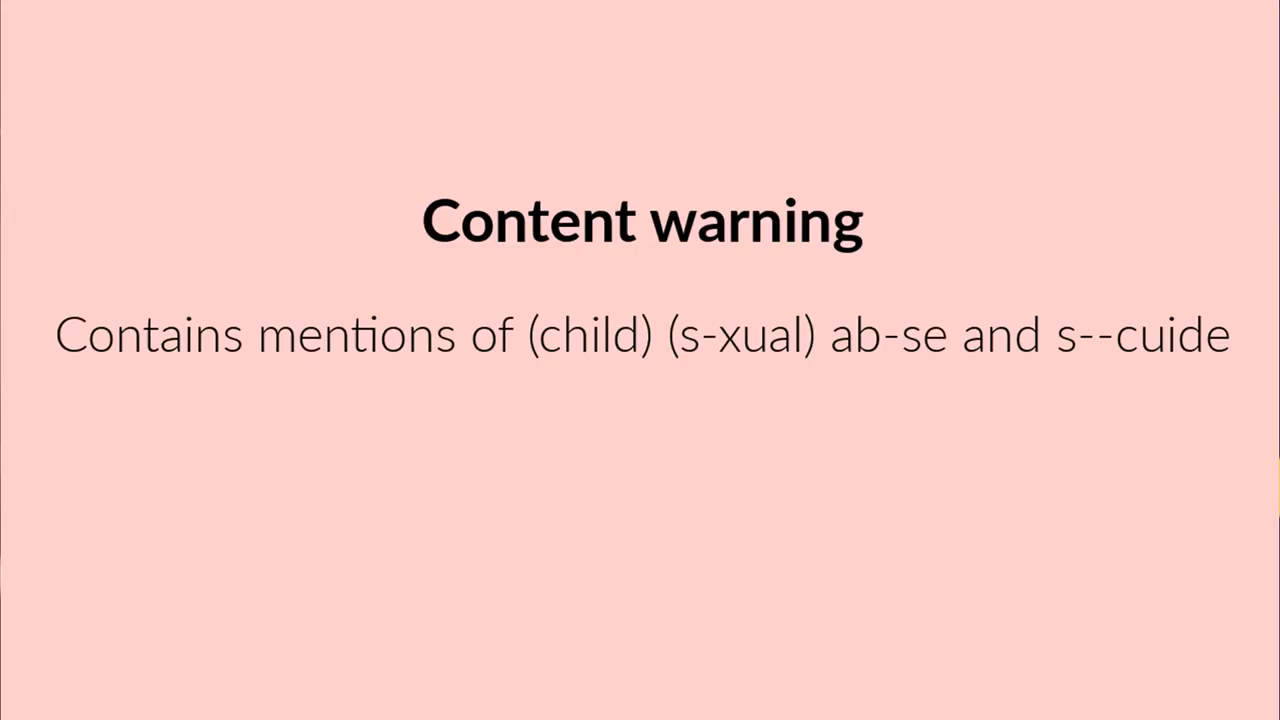 Content warning
Contains mentions of (child) (s-xual) ab-se and s--cuide